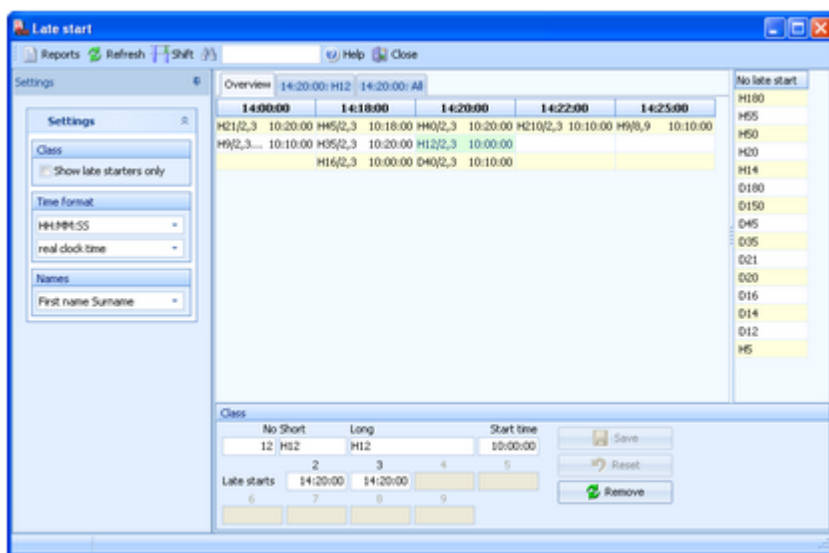 Late start
Reports Refresh Shift Help Close
Settings
Settings
Class
Show late starters only
Time format
HH:MM:SS
real clock time
Names
First name Surname
Overview 14:20:00: H12 14:20:00: All
14:00:00 14:18:00 14:20:00 14:22:00 14:25:00
H21/2,3 10:20:00 H45/2,3 10:18:00 H40/2,3 10:20:00 H210/2,3 10:10:00 H9/8,9 10:10:00
H9/2,3... 10:10:00 H35/2,3 10:20:00 H12/2,3 10:00:00
H16/2,3 10:00:00 D40/2,3 10:10:00
No late start
H180
H55
H50
H20
H14
D180
D150
D45
D35
D21
D20
D16
D14
D12
H5
Class
No Short Long Start time
12 H12 H12 10:00:00
2 3 4 5
Late starts 14:20:00 14:20:00
6 7 8 9
Save
Reset
Remove